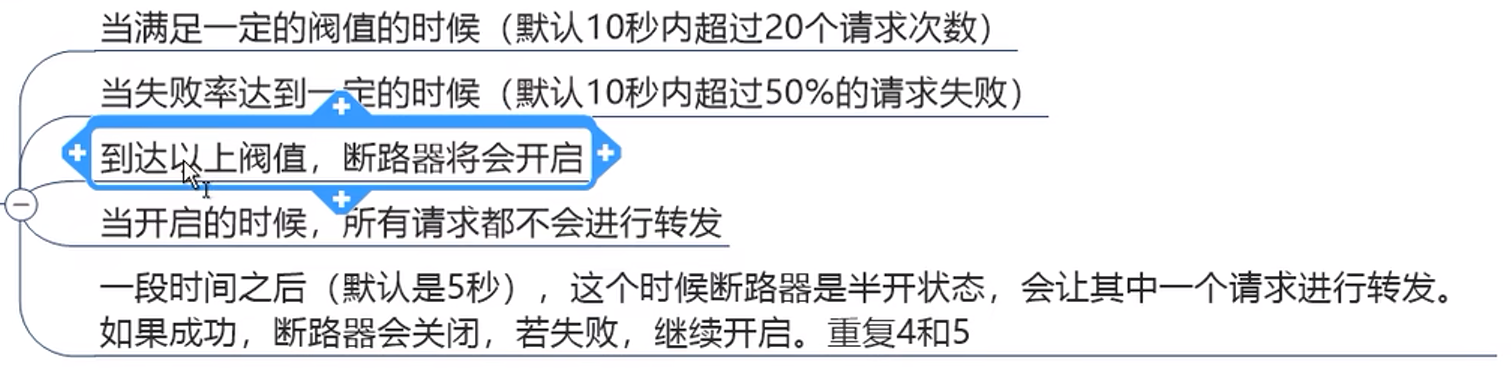 当满足一定的阀值的时候（默认10秒内超过20个请求次数）
当失败率达到一定的时候（默认10秒内超过50%的请求失败）
到达以上阀值，断路器将会开启
当开启的时候，所有请求都不会进行转发
一段时间之后（默认是5秒），这个时候断路器是半开状态，会让其中一个请求进行转发。
如果成功，断路器会关闭，若失败，继续开启。重复4和5